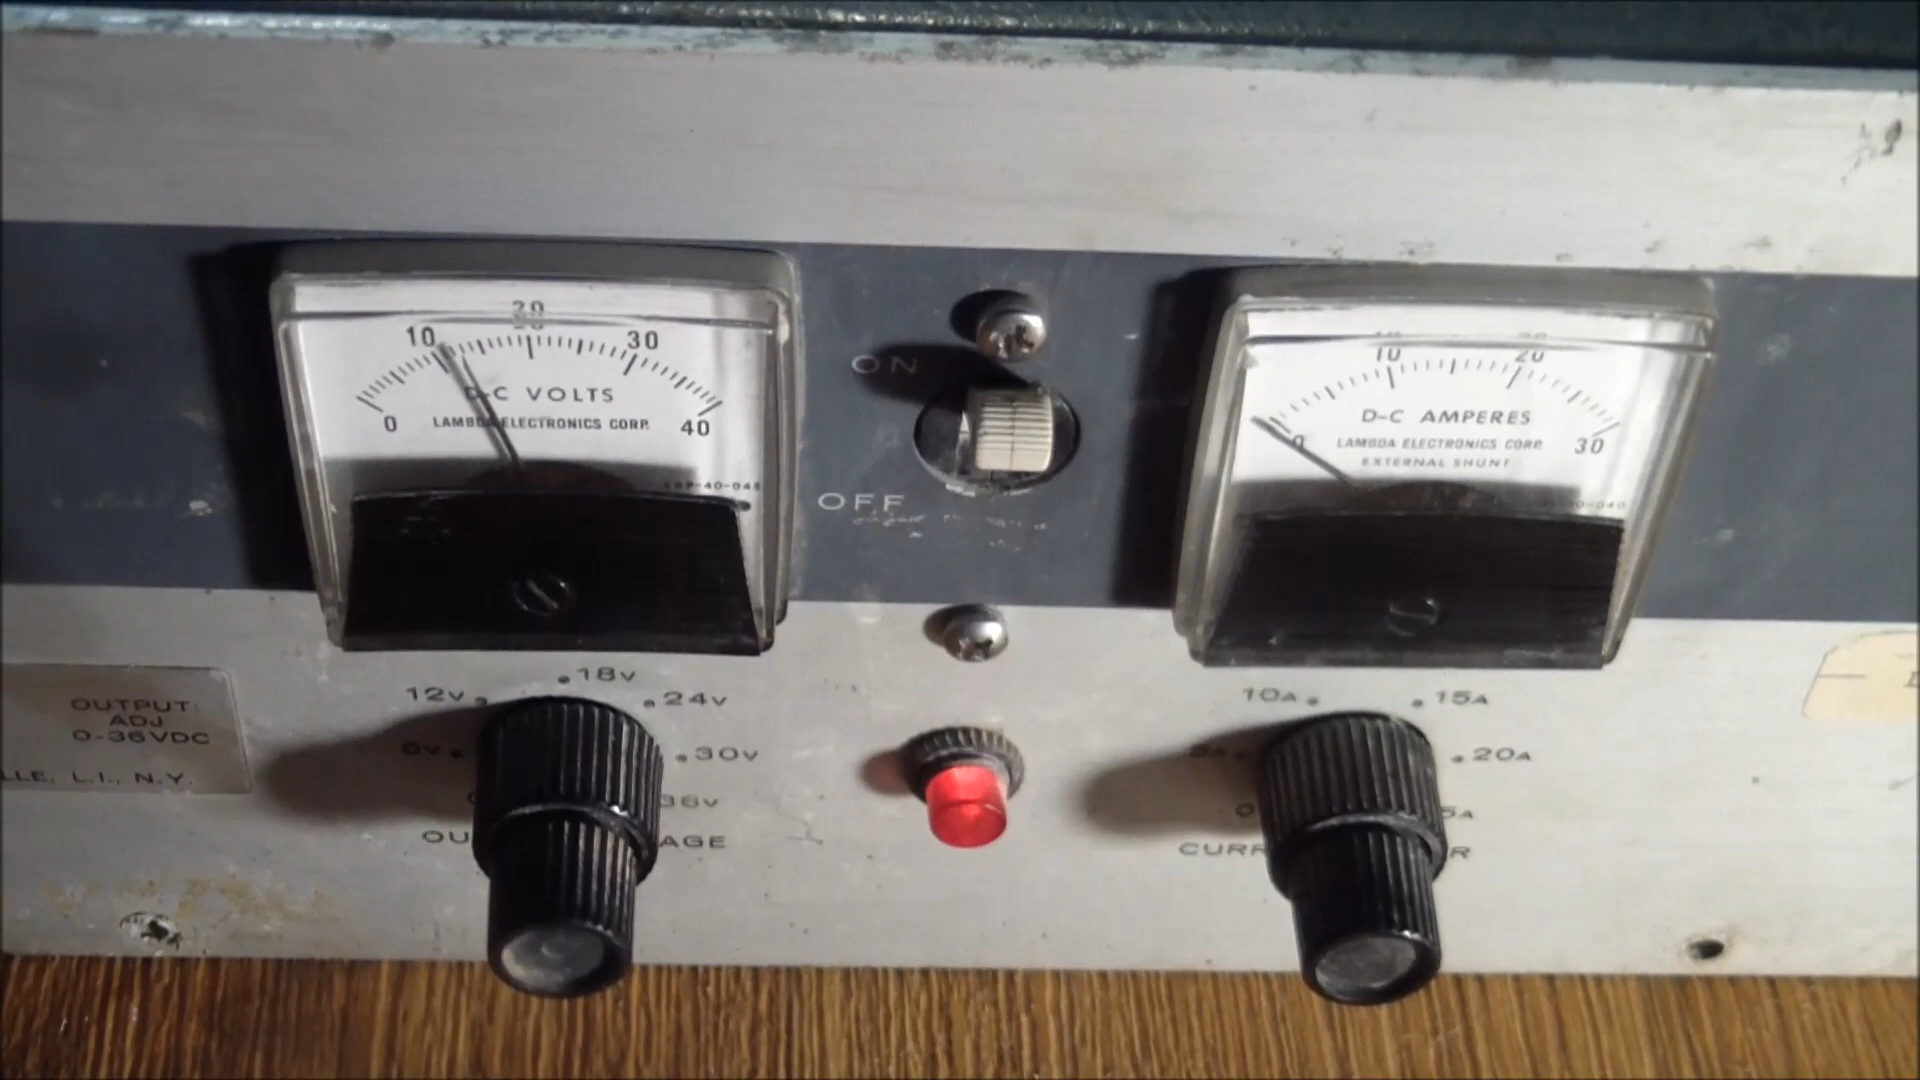 20
10
30
D-C VOLTS
0
LAMBDA ELECTRONICS CORP.
40
ON
OFF
10
20
D-C AMPERES
0
LAMBDA ELECTRONICS CORP.
30
EXTERNAL SHUNT
OUTPUT:
ADJ
0-36VDC
LLE, L.I., N.Y.
12V
18V
24V
6V
30V
36V
10A
15A
20A
0